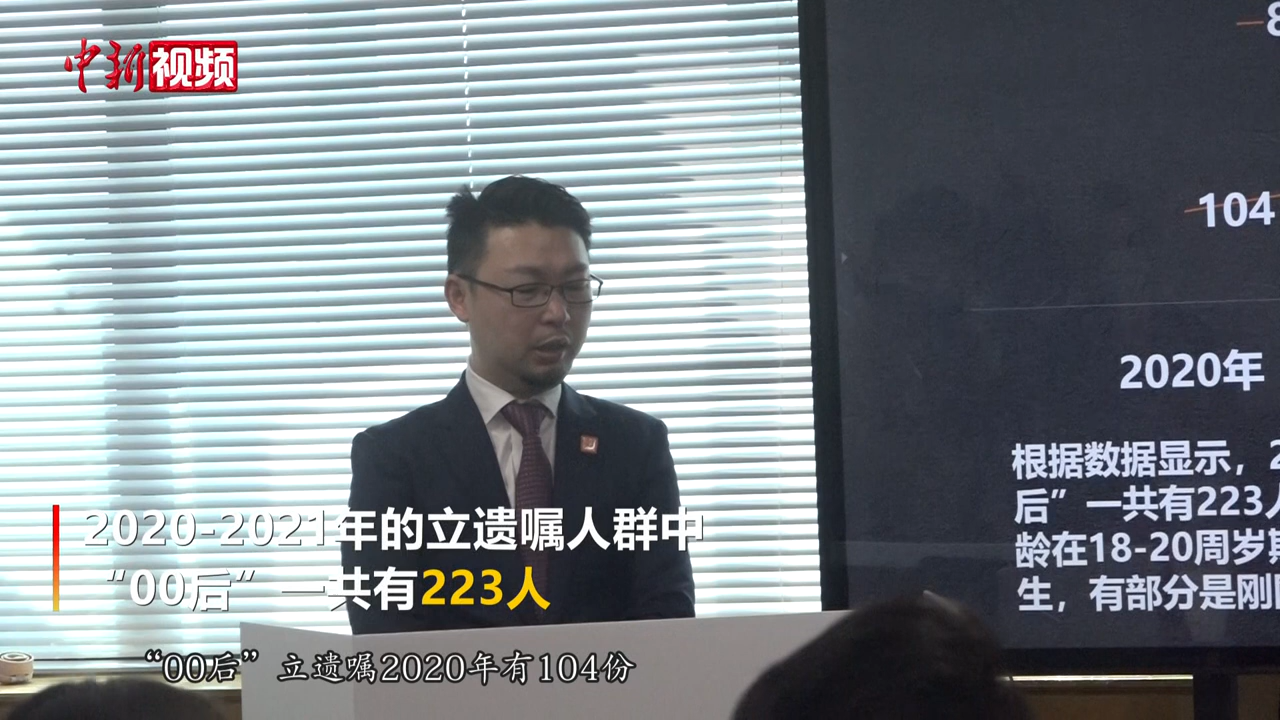 中新视频
8
104
2020年
根据数据显示，2
后”一共有223人
龄在18-20周岁
生，有部分是刚
2020-2021年的立遗嘱人群中
“00后”一共有223人
“00后”立遗嘱2020年有104份